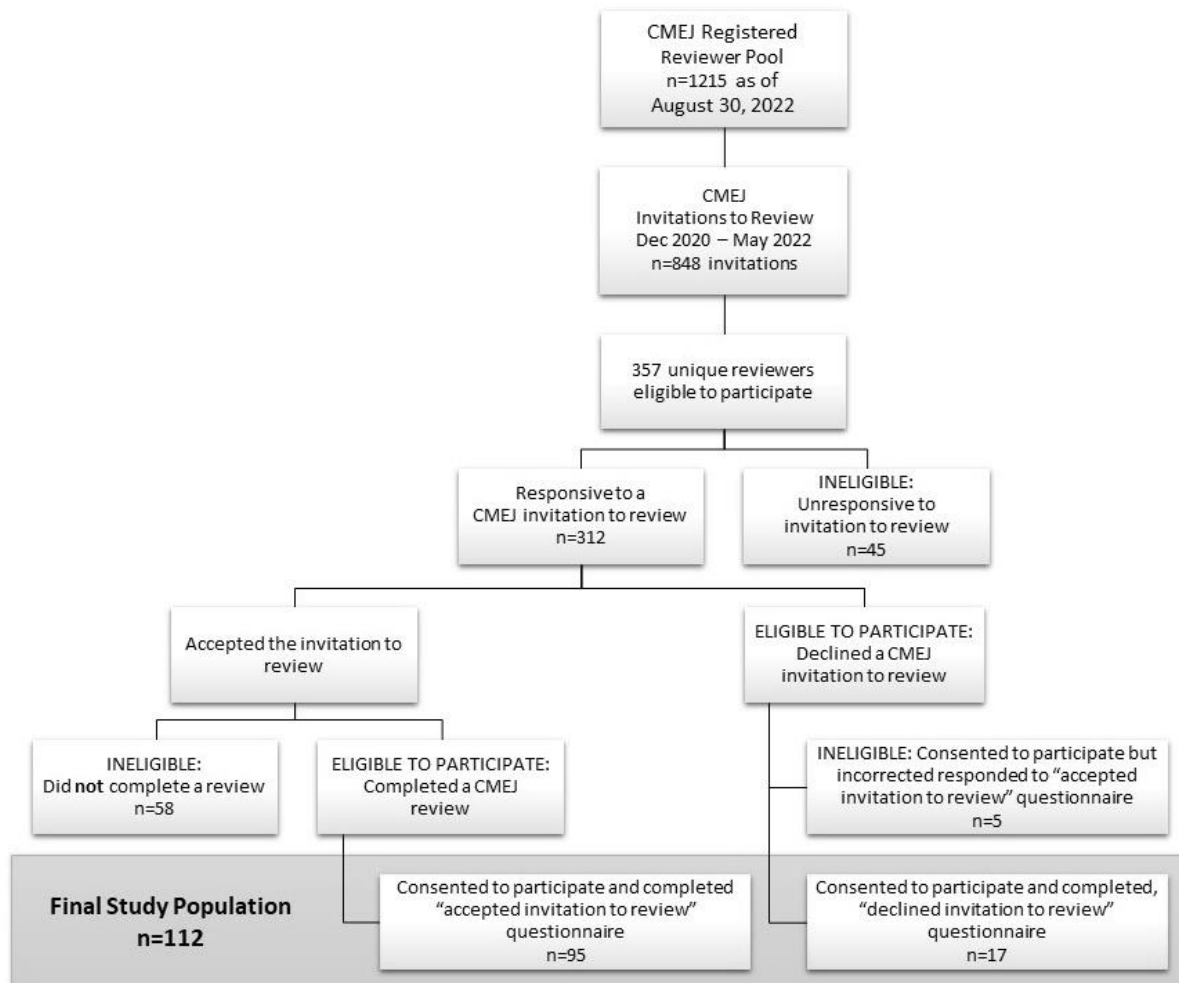 CMEJ Registered
Reviewer Pool
n=1215 as of
August 30, 2022
CMEJ
Invitations to Review
Dec 2020 – May 2022
n=848 invitations
357 unique reviewers
eligible to participate
Responsive to a
CMEJ invitation to review
n=312
INELIGIBLE:
Unresponsive to
invitation to review
n=45
Accepted the invitation to
review
ELIGIBLE TO PARTICIPATE:
Declined a CMEJ
invitation to review
INELIGIBLE:
Did not complete a review
n=58
ELIGIBLE TO PARTICIPATE:
Completed a CMEJ
review
INELIGIBLE: Consented to participate but
incorrected responded to “accepted
invitation to review” questionnaire
n=5
Final Study Population
n=112
Consented to participate and completed
“accepted invitation to review”
questionnaire
n=95
Consented to participate and completed,
“declined invitation to review”
questionnaire
n=17